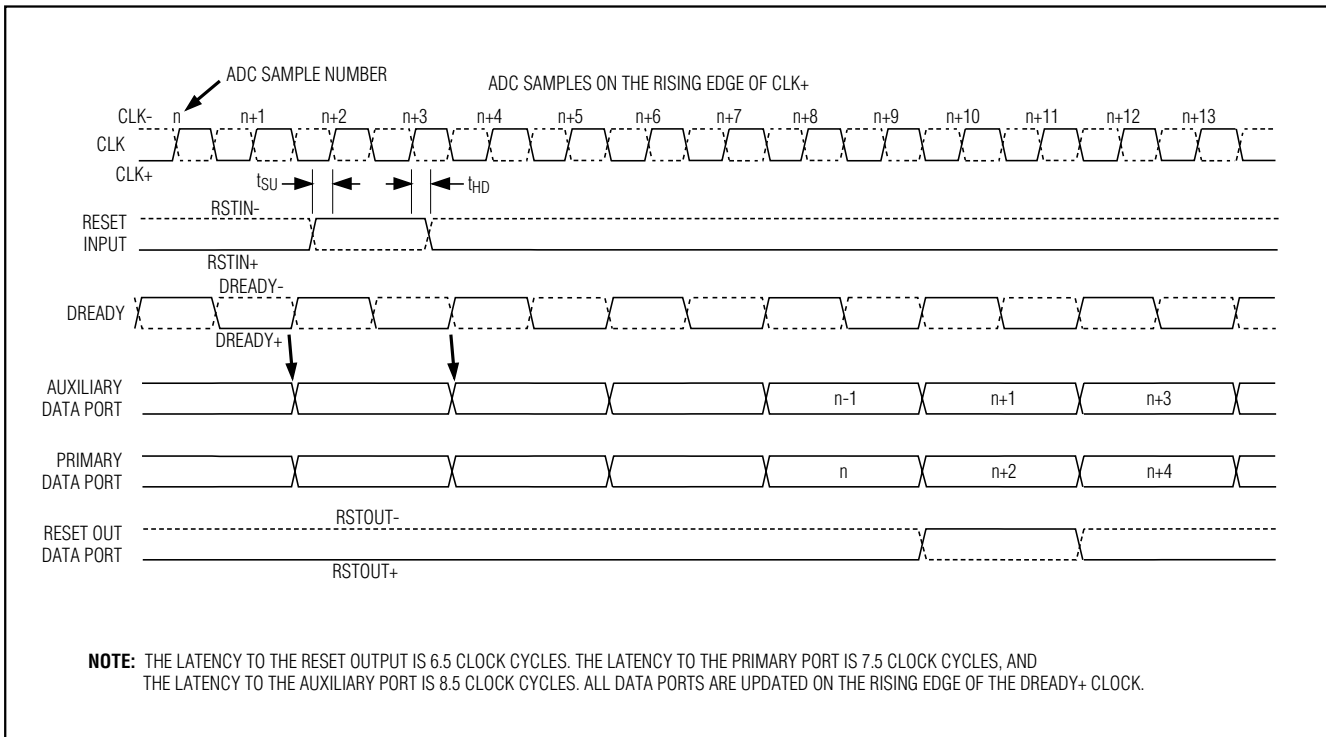 ADC SAMPLE NUMBER
ADC SAMPLES ON THE RISING EDGE OF CLK+
CLK-
n n+1 n+2 n+3 n+4 n+5 n+6 n+7 n+8 n+9 n+10 n+11 n+12 n+13
CLK
CLK+
tSU
tHD
RSTIN-
RESET
INPUT
RSTIN+
DREADY-
DREADY
DREADY+
AUXILIARY
DATA PORT
n-1 n+1 n+3
PRIMARY
DATA PORT
n n+2 n+4
RSTOUT-
RESET OUT
DATA PORT
RSTOUT+
NOTE: THE LATENCY TO THE RESET OUTPUT IS 6.5 CLOCK CYCLES. THE LATENCY TO THE PRIMARY PORT IS 7.5 CLOCK CYCLES, AND
THE LATENCY TO THE AUXILIARY PORT IS 8.5 CLOCK CYCLES. ALL DATA PORTS ARE UPDATED ON THE RISING EDGE OF THE DREADY+ CLOCK.